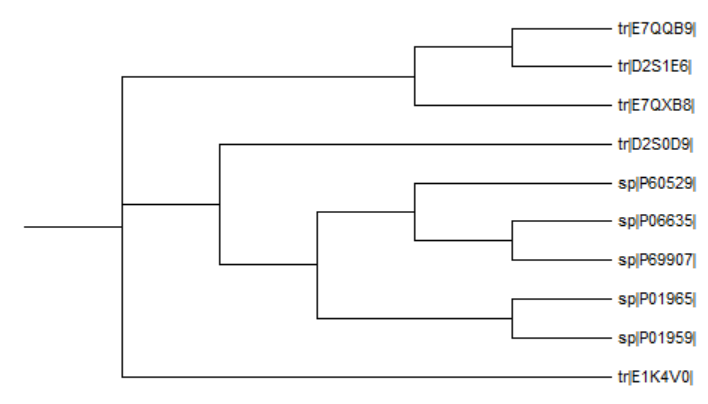 tr|E7QQB9|
tr|D2S1E6|
tr|E7QXB8|
tr|D2S0D9|
sp|P60529|
sp|P06635|
sp|P69907|
sp|P01965|
sp|P01959|
tr|E1K4V0|